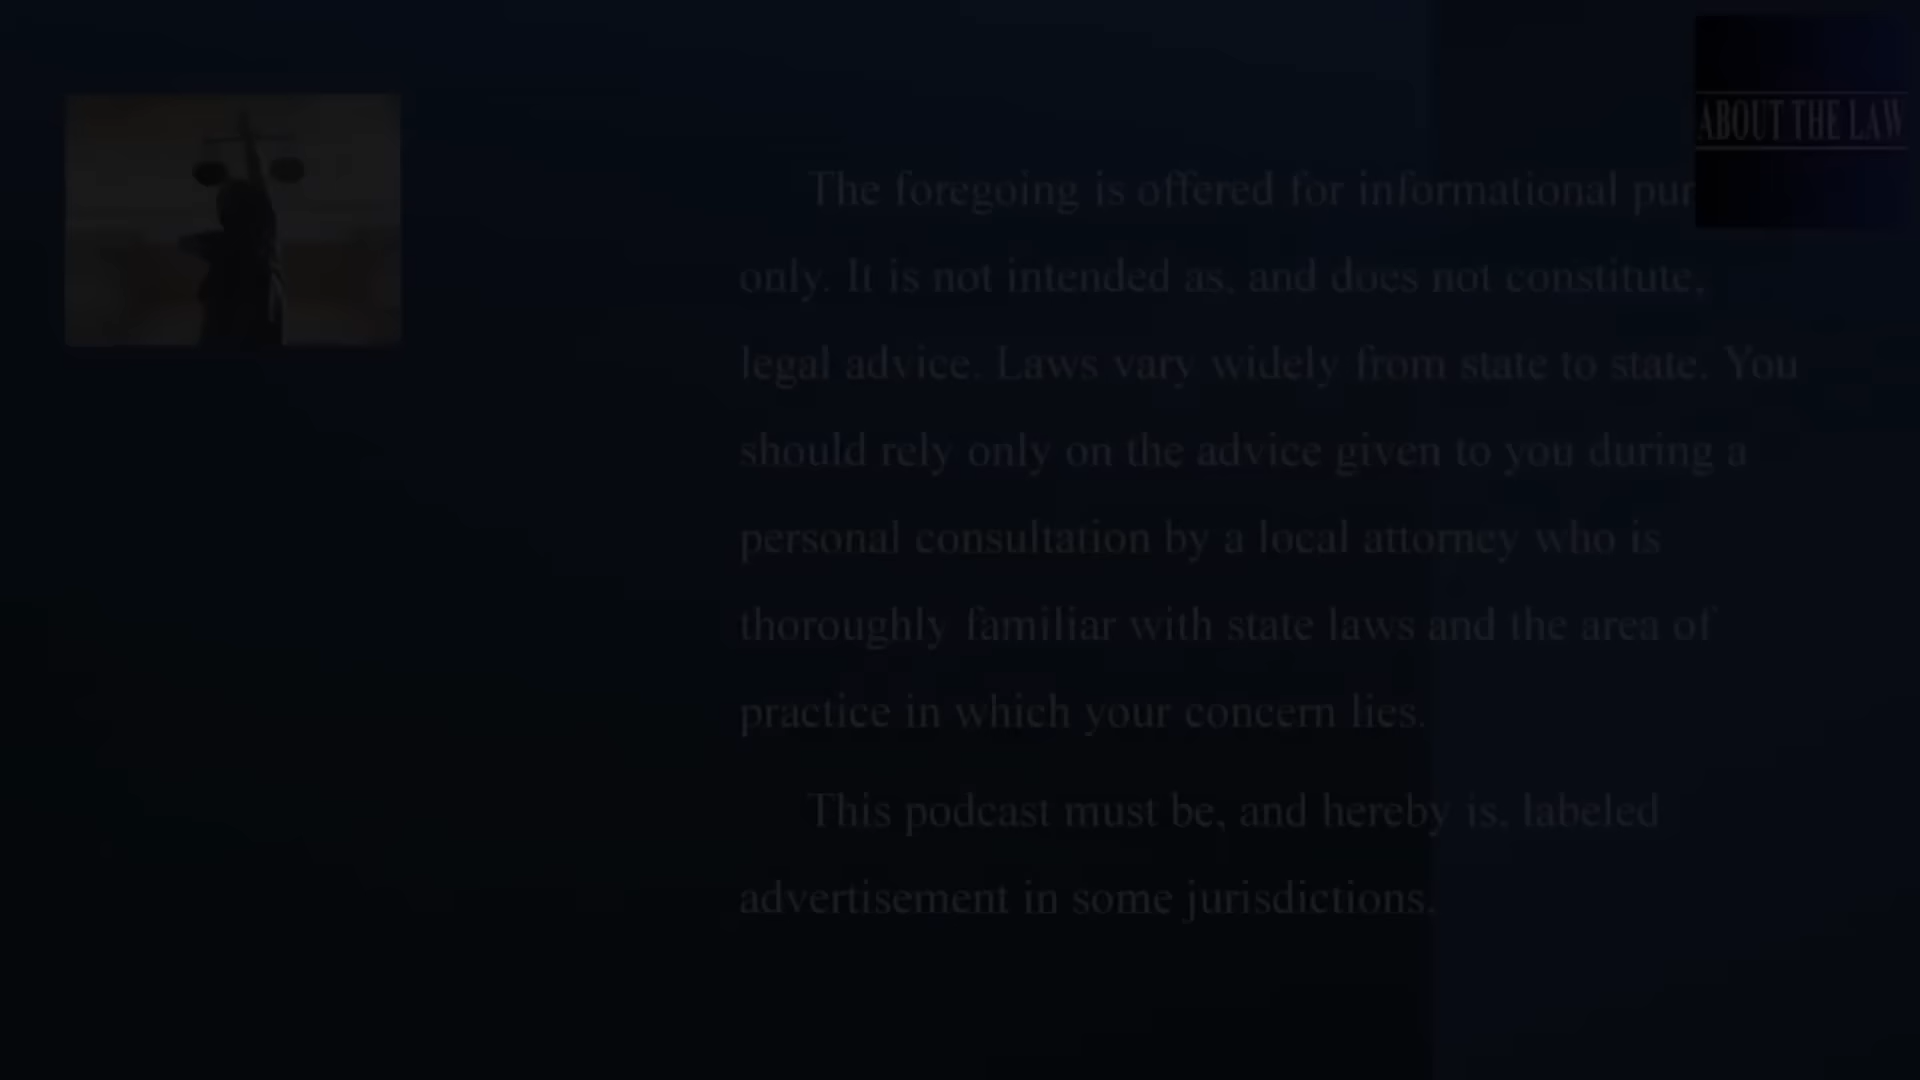 ABOUT THE LAW
The foregoing is offered for informational pur
only. It is not intended as, and does not constitute,
legal advice. Laws vary widely from state to state. You
should rely only on the advice given to you during a
personal consultation by a local attorney who is
thoroughly familiar with state laws and the area of
practice in which your concern lies.
This podcast must be, and hereby is, labeled
advertisement in some jurisdictions.